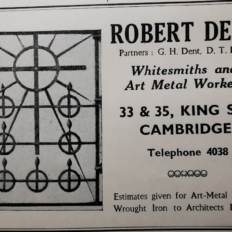 ROBERT DE
Partners : G. H. Dent, D. T.
Whitesmiths and
Art Metal Worke
33 & 35, KING S
CAMBRIDGE
Telephone 4038
Estimates given for Art-Metal
Wrought Iron to Architects